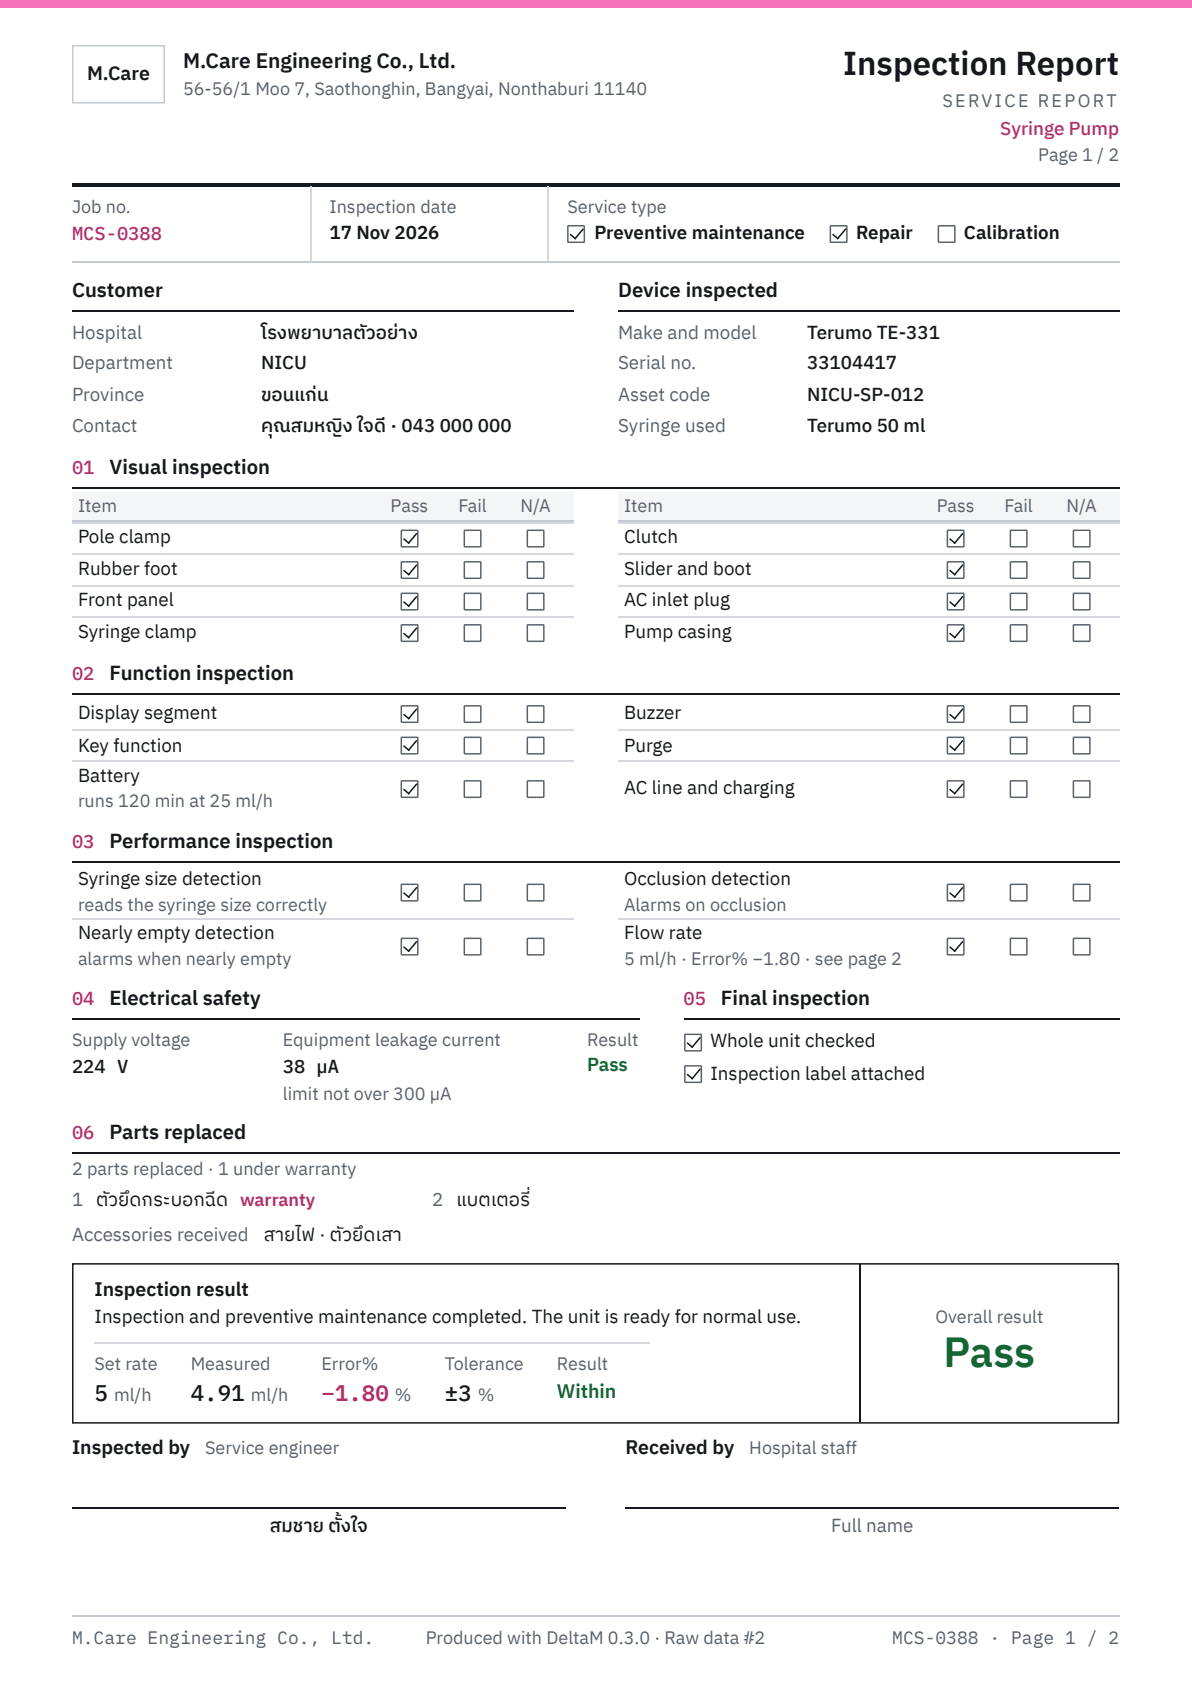 M.Care
M.Care Engineering Co., Ltd.
56-56/1 Moo 7, Saothonghin, Bangyai, Nonthaburi 11140
Inspection Report
SERVICE REPORT
Syringe Pump
Page 1 / 2
Job no.
MCS-0388
Inspection date
17 Nov 2026
Service type
Preventive maintenance Repair Calibration
Customer
Hospital โรงพยาบาลตัวอย่าง
Department NICU
Province ขอนแก่น
Contact คุณสมหญิง ใจดี · 043 000 000
Device inspected
Make and model Terumo TE-331
Serial no. 33104417
Asset code NICU-SP-012
Syringe used Terumo 50 ml
01 Visual inspection
Item Pass Fail N/A
Pole clamp
Rubber foot
Front panel
Syringe clamp
Item Pass Fail N/A
Clutch
Slider and boot
AC inlet plug
Pump casing
02 Function inspection
Display segment
Key function
Battery
runs 120 min at 25 ml/h
Buzzer
Purge
AC line and charging
03 Performance inspection
Syringe size detection
reads the syringe size correctly
Nearly empty detection
alarms when nearly empty
Occlusion detection
Alarms on occlusion
Flow rate
5 ml/h · Error% −1.80 · see page 2
04 Electrical safety
Supply voltage
224 V
Equipment leakage current
38 µA
limit not over 300 µA
Result
Pass
05 Final inspection
Whole unit checked
Inspection label attached
06 Parts replaced
2 parts replaced · 1 under warranty
1 ตัวยึดกระบอกฉีด warranty 2 แบตเตอรี่
Accessories received สายไฟ · ตัวยึดเสา
Inspection result
Inspection and preventive maintenance completed. The unit is ready for normal use.
Set rate Measured Error% Tolerance Result
5 ml/h 4.91 ml/h −1.80 % ±3 % Within
Overall result
Pass
Inspected by Service engineer
สมชาย ตั้งใจ
Received by Hospital staff
Full name
M.Care Engineering Co., Ltd. Produced with DeltaM 0.3.0 · Raw data #2 MCS-0388 · Page 1 / 2